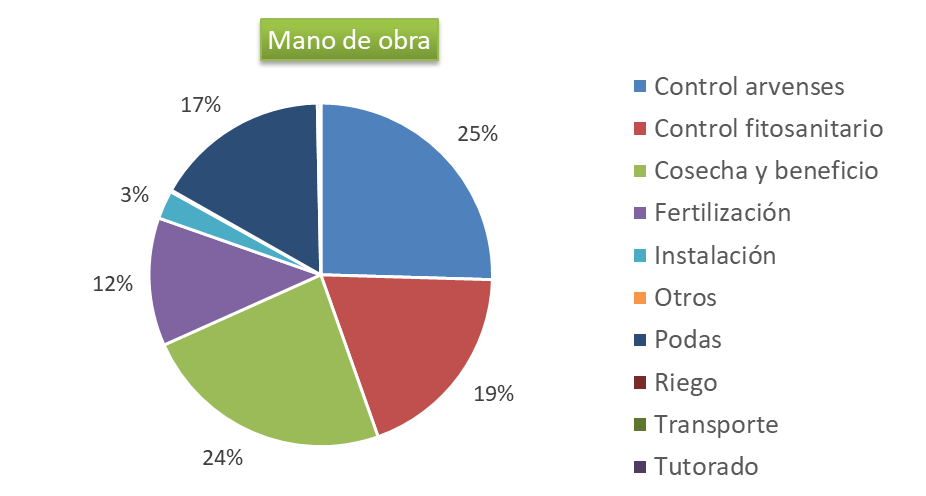 Mano de obra
17%
25%
3%
12%
19%
24%
Control arvenses
Control fitosanitario
Cosecha y beneficio
Fertilización
Instalación
Otros
Podas
Riego
Transporte
Tutorado